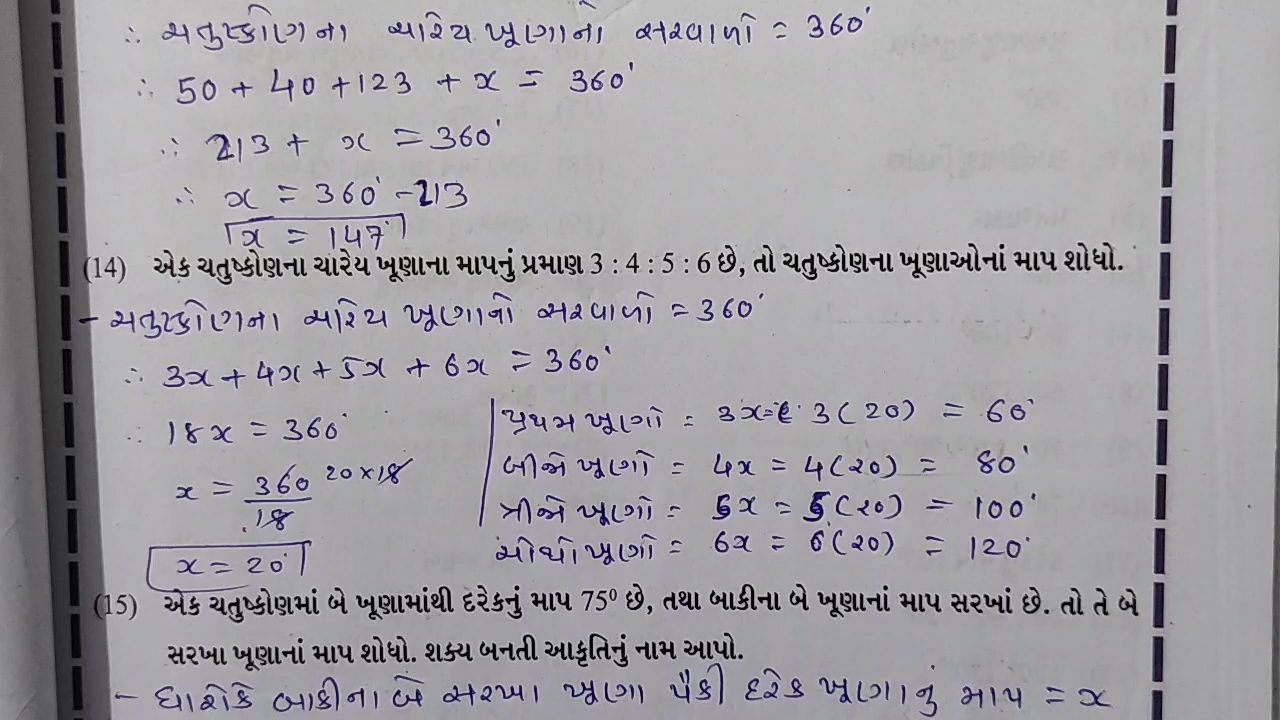 ∴ ચતુષ્કોણના ચારેય ખૂણાનો સરવાળો = 360°
∴ 50 + 40 + 123 + x = 360°
∴ 213 + x = 360°
∴ x = 360° - 213
x = 147°
(14) એક ચતુષ્કોણના ચારેય ખૂણાના માપનું પ્રમાણ 3 : 4 : 5 : 6 છે, તો ચતુષ્કોણના ખૂણાઓનાં માપ શોધો.
- ચતુષ્કોણના ચારેય ખૂણાનો સરવાળો = 360°
∴ 3x + 4x + 5x + 6x = 360°
∴ 18x = 360°
x = 360 20 × 18
18
x = 20°
પ્રથમ ખૂણો = 3x = 3(20) = 60°
બીજો ખૂણો = 4x = 4(20) = 80°
ત્રીજો ખૂણો = 5x = 5(20) = 100°
ચોથો ખૂણો = 6x = 6(20) = 120°
(15) એક ચતુષ્કોણમાં બે ખૂણામાંથી દરેકનું માપ 75⁰ છે, તથા બાકીના બે ખૂણાનાં માપ સરખાં છે. તો તે બે
સરખા ખૂણાનાં માપ શોધો. શક્ય બનતી આકૃતિનું નામ આપો.
- ધારોકે બાકીના બે સરખા ખૂણા પૈકી દરેક ખૂણાનું માપ = x